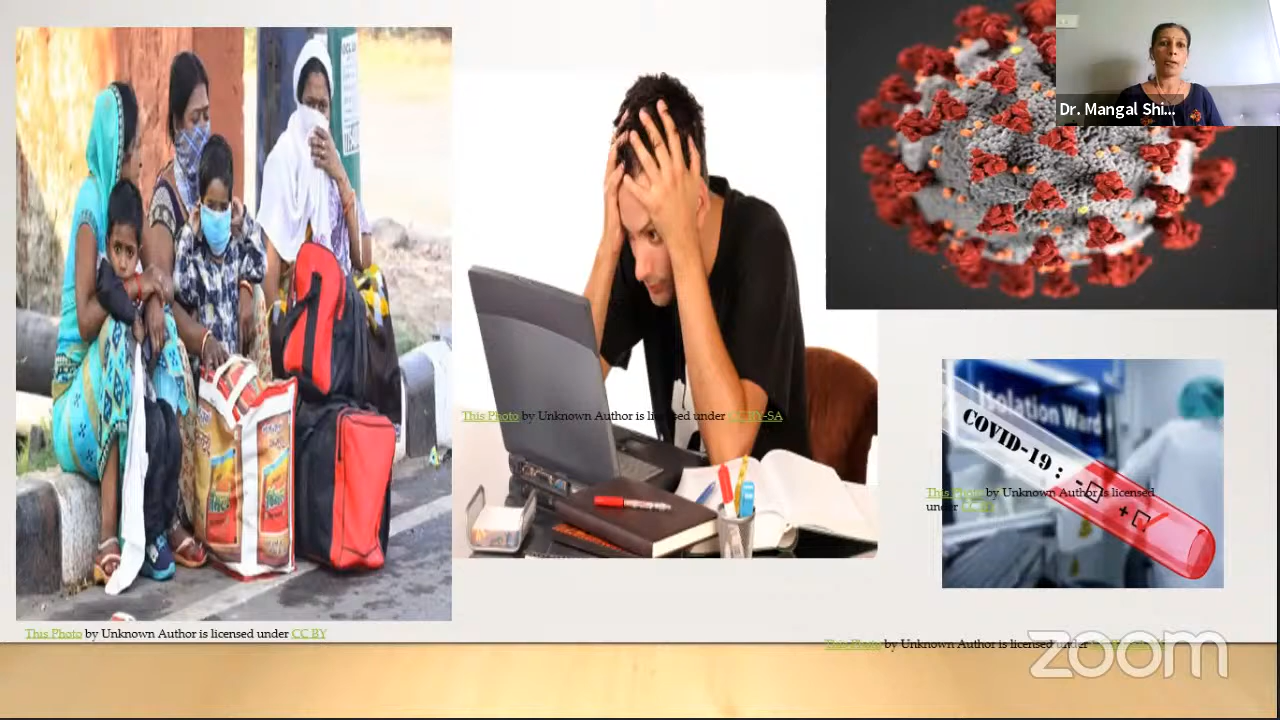 Dr. Mangal Shi...
This Photo by Unknown Author is licensed under CC BY-SA
Isolation Ward
COVID-19 :
- 
+
This Photo by Unknown Author is licensed
under CC BY
This Photo by Unknown Author is licensed under CC BY
This Photo by Unknown Author is licensed under
zoom